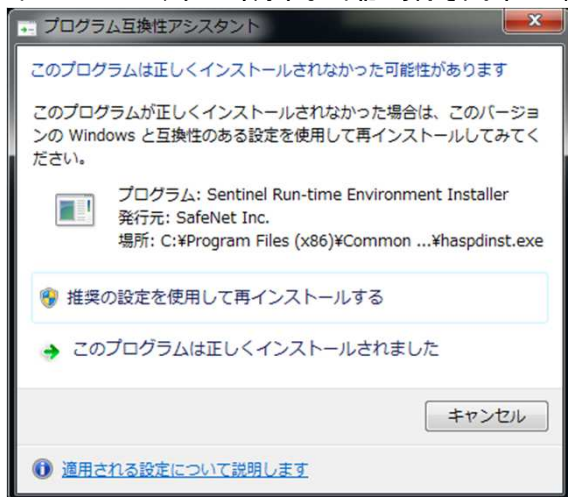 プログラム互換性アシスタント
このプログラムは正しくインストールされなかった可能性があります
このプログラムが正しくインストールされなかった場合は、このバージョ
ンの Windows と互換性のある設定を使用して再インストールしてみてく
ださい。
プログラム: Sentinel Run-time Environment Installer
発行元: SafeNet Inc.
場所: C:¥Program Files (x86)¥Common ...¥haspdinst.exe
推奨の設定を使用して再インストールする
このプログラムは正しくインストールされました
キャンセル
適用される設定について説明します